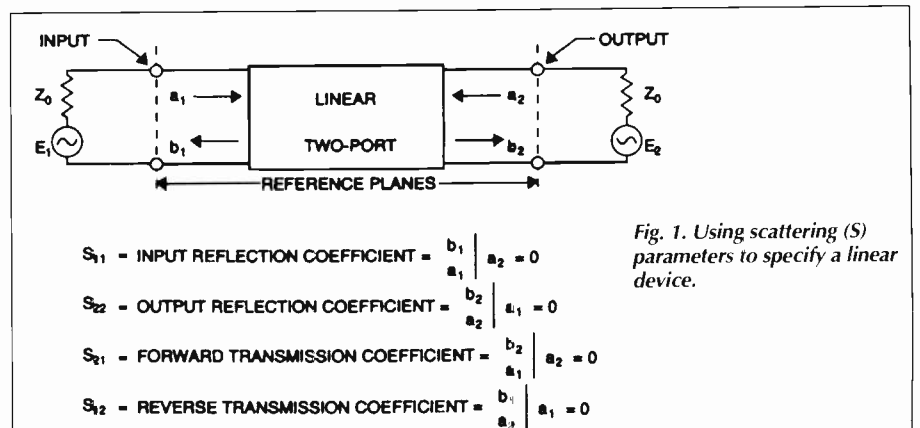 INPUT
OUTPUT
Z₀
a₁
LINEAR
a₂
Z₀
E₁
b₁
TWO-PORT
b₂
E₂
REFERENCE PLANES
S₁₁ = INPUT REFLECTION COEFFICIENT = b₁ / a₁ | a₂ = 0
S₂₂ = OUTPUT REFLECTION COEFFICIENT = b₂ / a₂ | a₁ = 0
S₂₁ = FORWARD TRANSMISSION COEFFICIENT = b₂ / a₁ | a₂ = 0
S₁₂ = REVERSE TRANSMISSION COEFFICIENT = b₁ / a₂ | a₁ = 0
Fig. 1. Using scattering (S)
parameters to specify a linear
device.